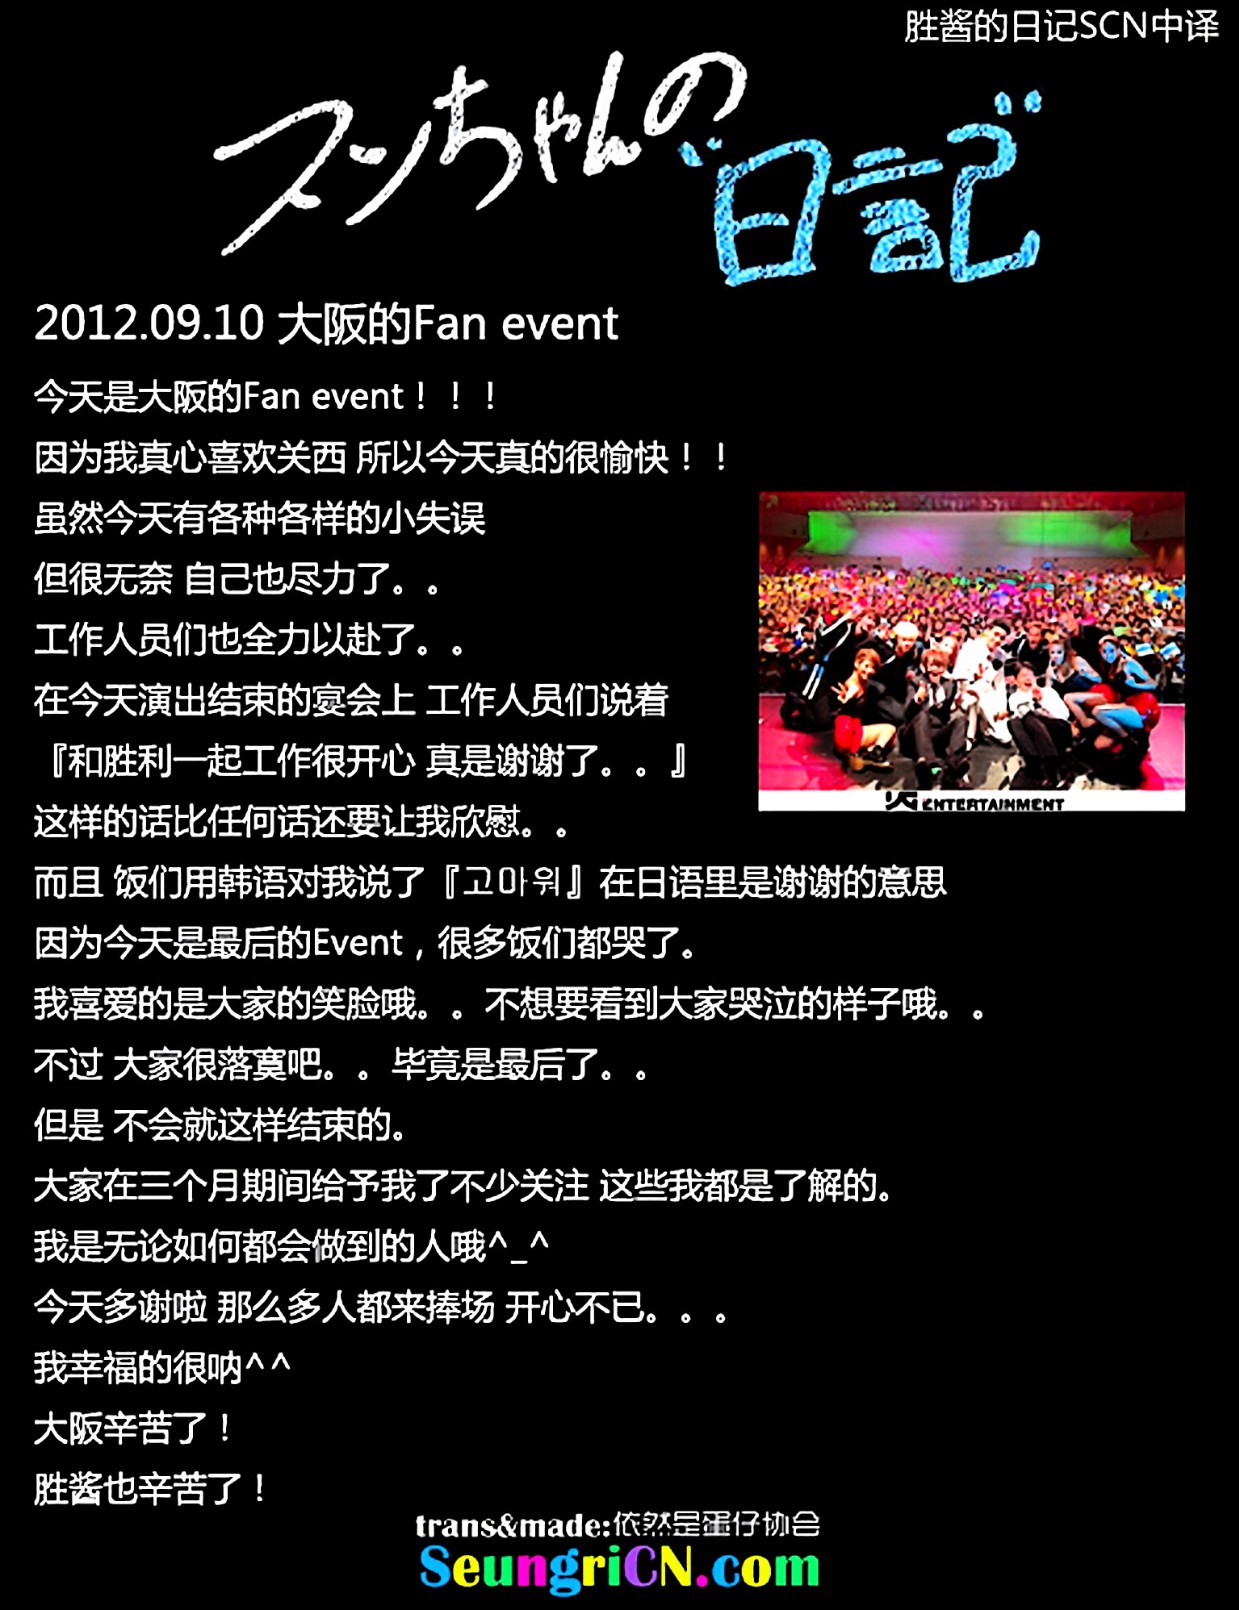 胜酱的日记SCN中译
スンちゃんの
日記
2012.09.10 大阪的Fan event
今天是大阪的Fan event！！！
因为我真心喜欢关西 所以今天真的很愉快！！
虽然今天有各种各样的小失误
但很无奈 自己也尽力了。。
工作人员们也全力以赴了。。
在今天演出结束的宴会上 工作人员们说着
『和胜利一起工作很开心 真是谢谢了。。』
这样的话比任何话还要让我欣慰。。
而且 饭们用韩语对我说了『고마워』在日语里是谢谢的意思
因为今天是最后的Event，很多饭们都哭了。
我喜爱的是大家的笑脸哦。。不想要看到大家哭泣的样子哦。。
不过 大家很落寞吧。。毕竟是最后了。。
但是 不会就这样结束的。
大家在三个月期间给予我了不少关注 这些我都是了解的。
我是无论如何都会做到的人哦^_^
今天多谢啦 那么多人都来捧场 开心不已。。。
我幸福的很呐^^
大阪辛苦了！
胜酱也辛苦了！
YG ENTERTAINMENT
trans&made:依然是蛋仔协会
SeungriCN.com